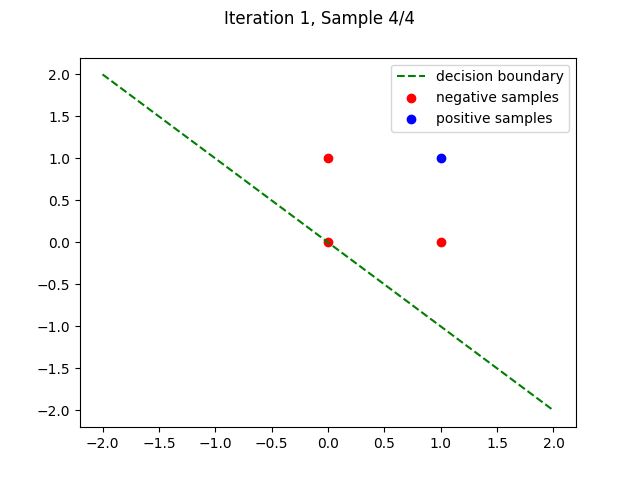 Iteration 1, Sample 4/4
decision boundary
negative samples
positive samples
2.0
1.5
1.0
0.5
0.0
−0.5
−1.0
−1.5
−2.0
−2.0 −1.5 −1.0 −0.5 0.0 0.5 1.0 1.5 2.0